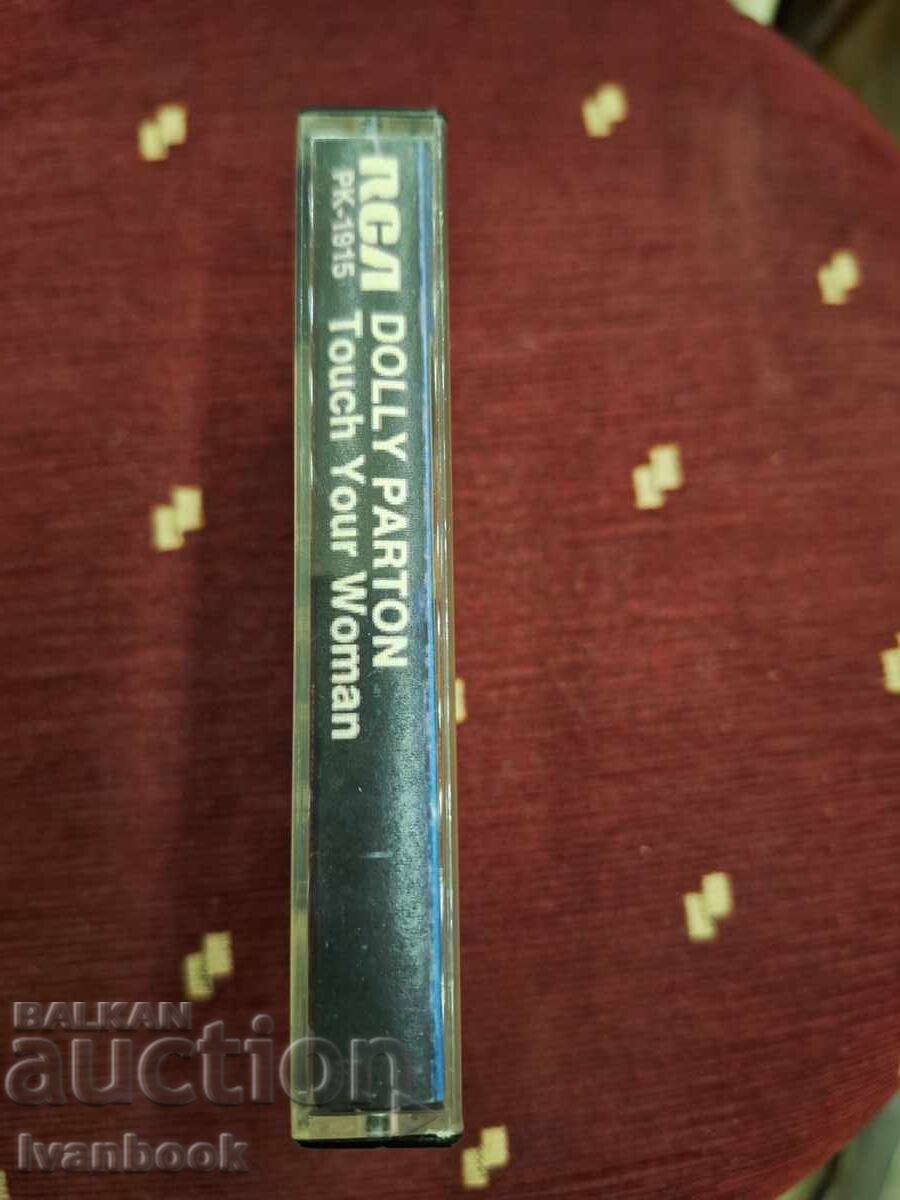 RCA DOLLY PARTON
PK-1915 Touch Your Woman
BALKAN
auction
Ivanbook